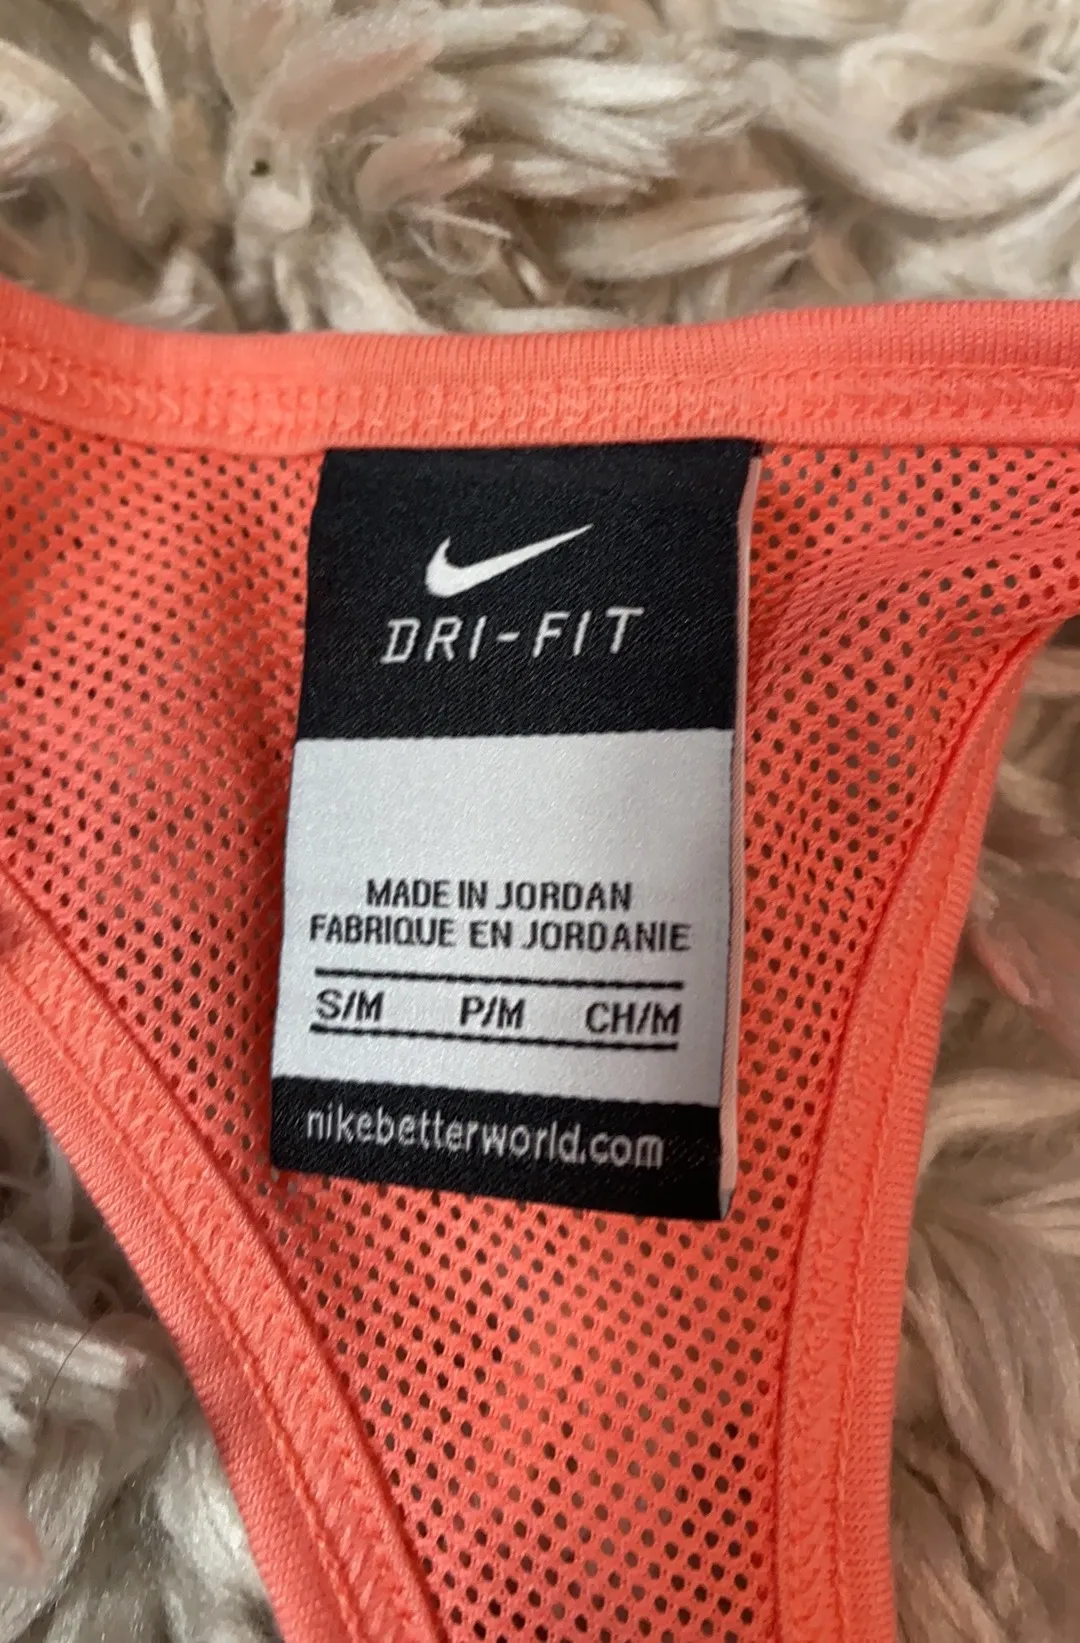 DRI-FIT
MADE IN JORDAN
FABRIQUE EN JORDANIE
S/M P/M CH/M
nikebetterworld.com